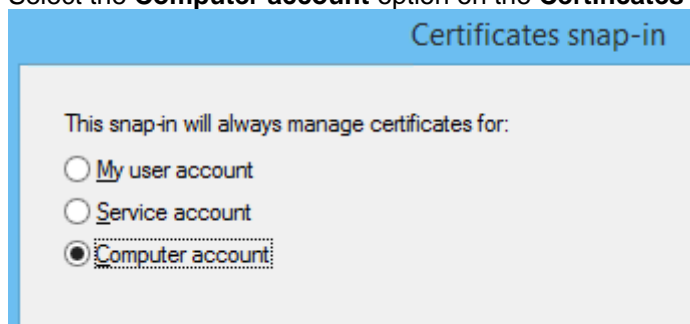 Select the Computer account option on the Certificates
Certificates snap-in
This snap-in will always manage certificates for:
My user account
Service account
Computer account